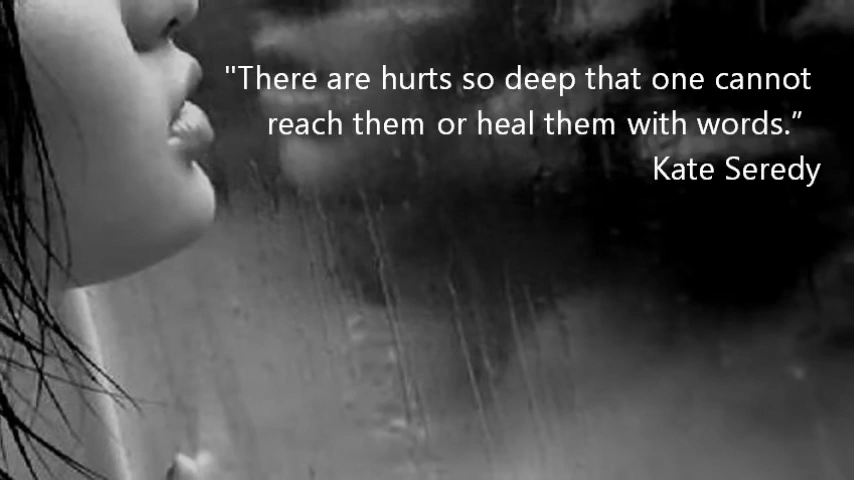 "There are hurts so deep that one cannot
reach them or heal them with words.”
Kate Seredy